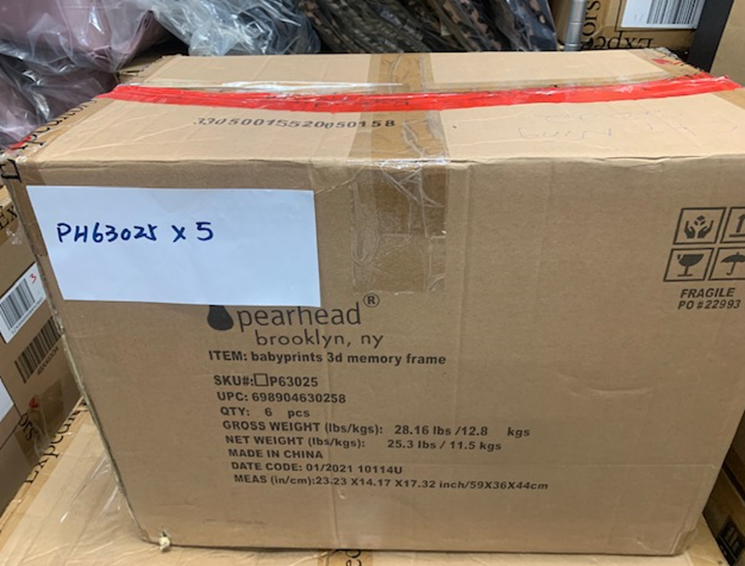 33050015520050158
PH63025 x 5
pearhead®
brooklyn, ny
ITEM: babyprints 3d memory frame
SKU#:□P63025
UPC: 698904630258
QTY: 6 pcs
GROSS WEIGHT (lbs/kgs): 28.16 lbs /12.8 kgs
NET WEIGHT (lbs/kgs): 25.3 lbs / 11.5 kgs
MADE IN CHINA
DATE CODE: 01/2021 10114U
MEAS (in/cm):23.23 X14.17 X17.32 inch/59X36X44cm
FRAGILE
PO#22993
pearhead®